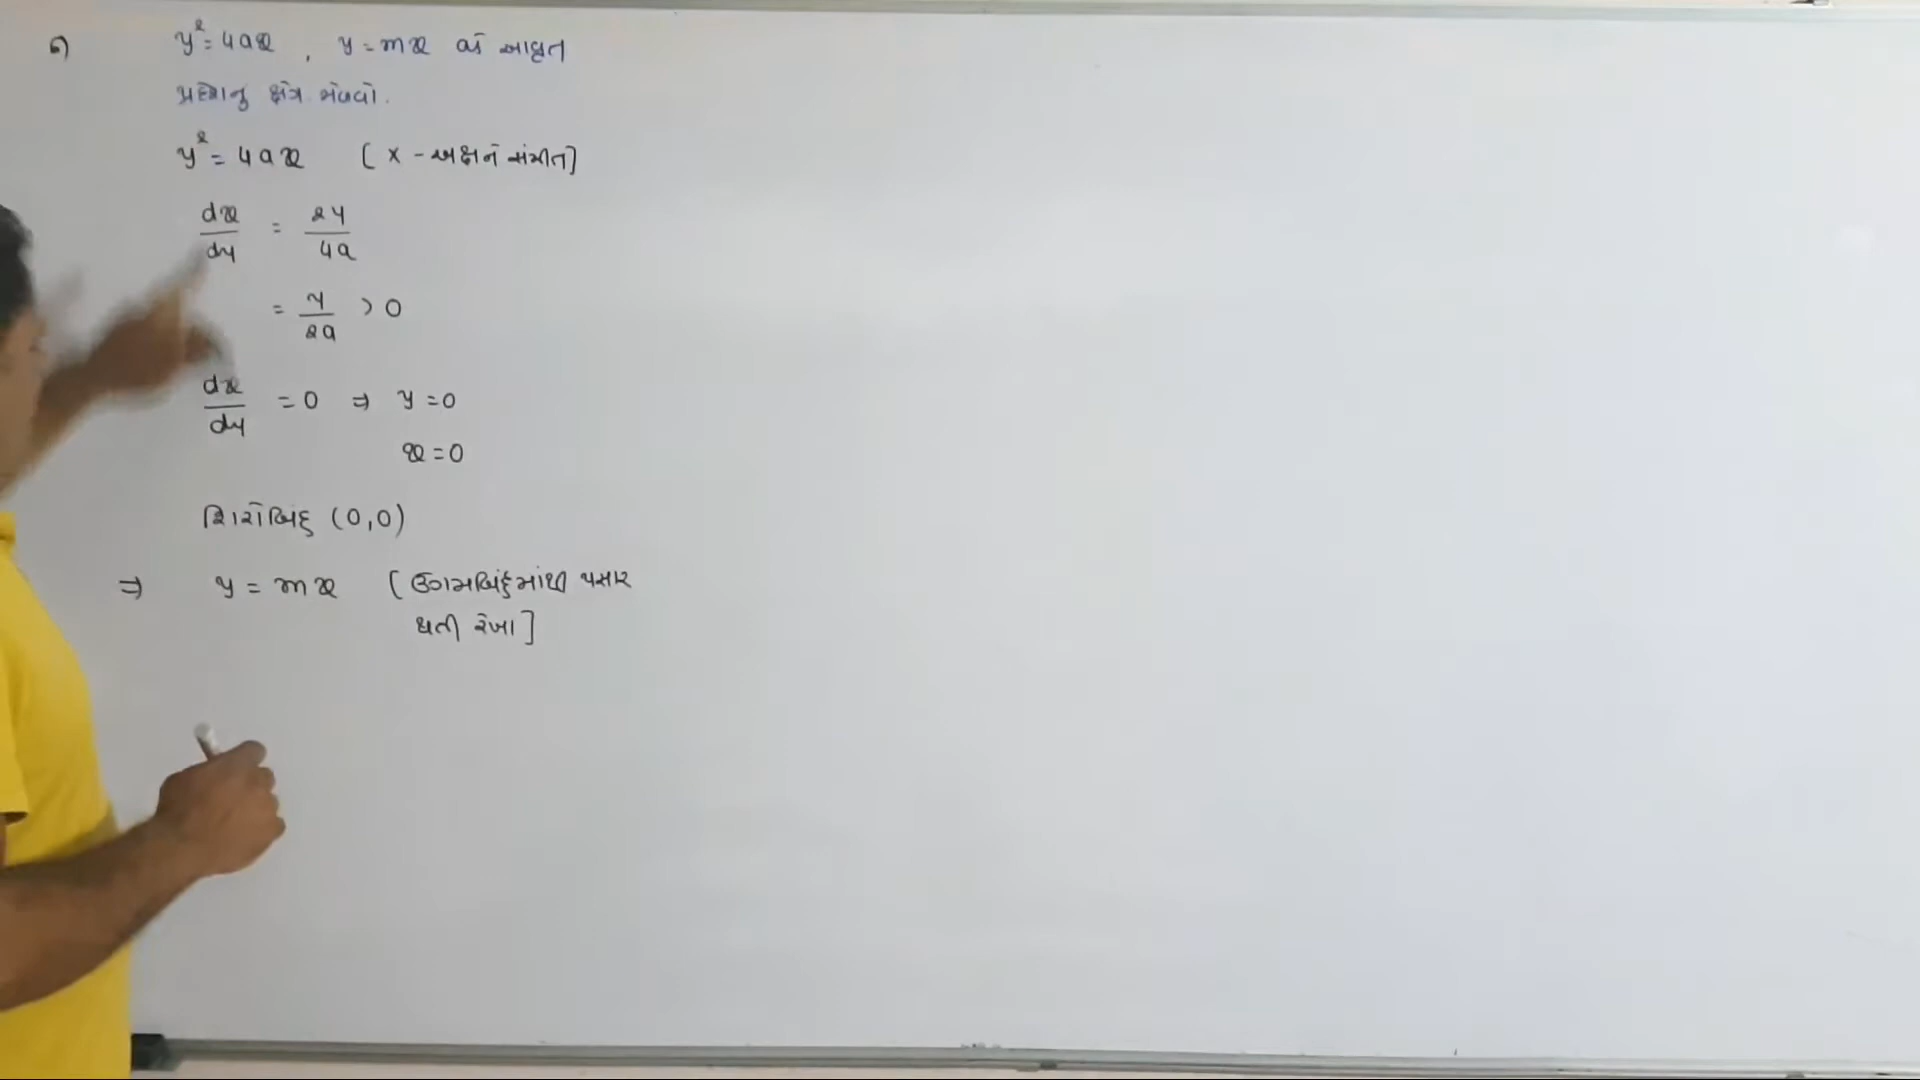 ૧) y² = 4ax , y = mx વડે આવૃત
પ્રદેશનું ક્ષેત્ર. મેળવો.
y² = 4ax [ x - અક્ષને સંમીત ]
dx/dy = 2y/4a
= y/2a > 0
dx/dy = 0 ⇒ y = 0
x = 0
શિરોબિંદુ (0,0)
⇒ y = mx [ ઉગમબિંદુમાંથી પસાર
થતી રેખા ]